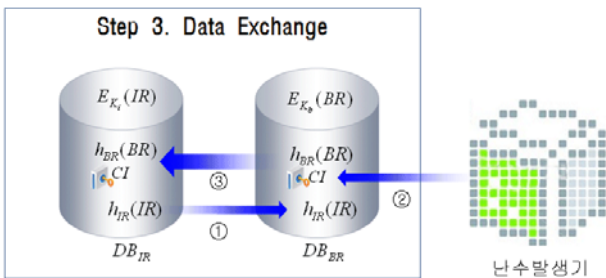 Step 3. Data Exchange
E_{K_i}(IR) E_{K_b}(BR)
h_{BR}(BR) h_{BR}(BR)
CI CI
③ ②
h_{IR}(IR) h_{IR}(IR)
①
DB_{IR} DB_{BR}
난수발생기